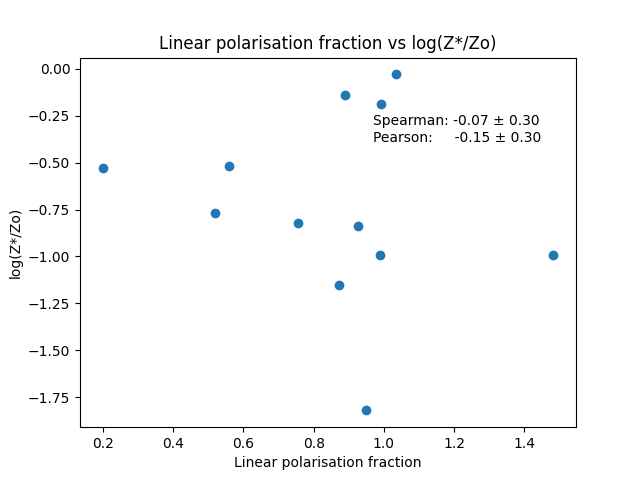 Linear polarisation fraction vs log(Z*/Zo)
0.00
−0.25
−0.50
−0.75
−1.00
−1.25
−1.50
−1.75
log(Z*/Zo)
Spearman: -0.07 ± 0.30
Pearson: -0.15 ± 0.30
0.2 0.4 0.6 0.8 1.0 1.2 1.4
Linear polarisation fraction